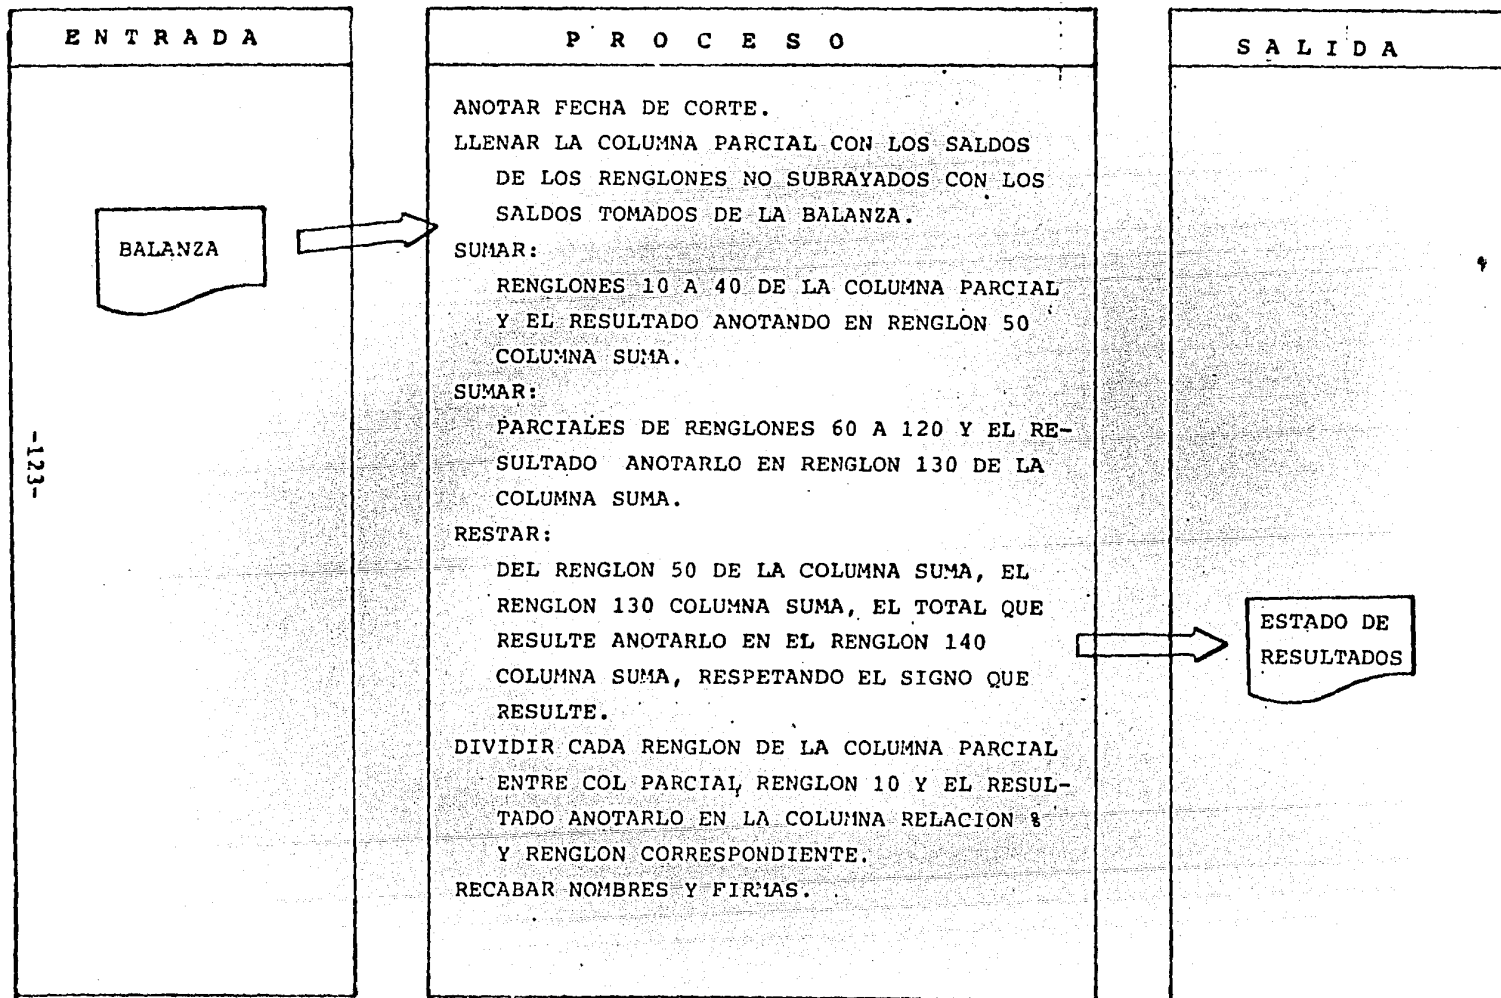 E N T R A D A
BALANZA
-123-
P R O C E S O
ANOTAR FECHA DE CORTE.
LLENAR LA COLUMNA PARCIAL CON LOS SALDOS
DE LOS RENGLONES NO SUBRAYADOS CON LOS
SALDOS TOMADOS DE LA BALANZA.
SUMAR:
RENGLONES 10 A 40 DE LA COLUMNA PARCIAL
Y EL RESULTADO ANOTANDO EN RENGLON 50
COLUMNA SUMA.
SUMAR:
PARCIALES DE RENGLONES 60 A 120 Y EL RE-
SULTADO ANOTARLO EN RENGLON 130 DE LA
COLUMNA SUMA.
RESTAR:
DEL RENGLON 50 DE LA COLUMNA SUMA, EL
RENGLON 130 COLUMNA SUMA, EL TOTAL QUE
RESULTE ANOTARLO EN EL RENGLON 140
COLUMNA SUMA, RESPETANDO EL SIGNO QUE
RESULTE.
DIVIDIR CADA RENGLON DE LA COLUMNA PARCIAL
ENTRE COL PARCIAL, RENGLON 10 Y EL RESUL-
TADO ANOTARLO EN LA COLUMNA RELACION %
Y RENGLON CORRESPONDIENTE.
RECABAR NOMBRES Y FIRMAS.
S A L I D A
ESTADO DE
RESULTADOS